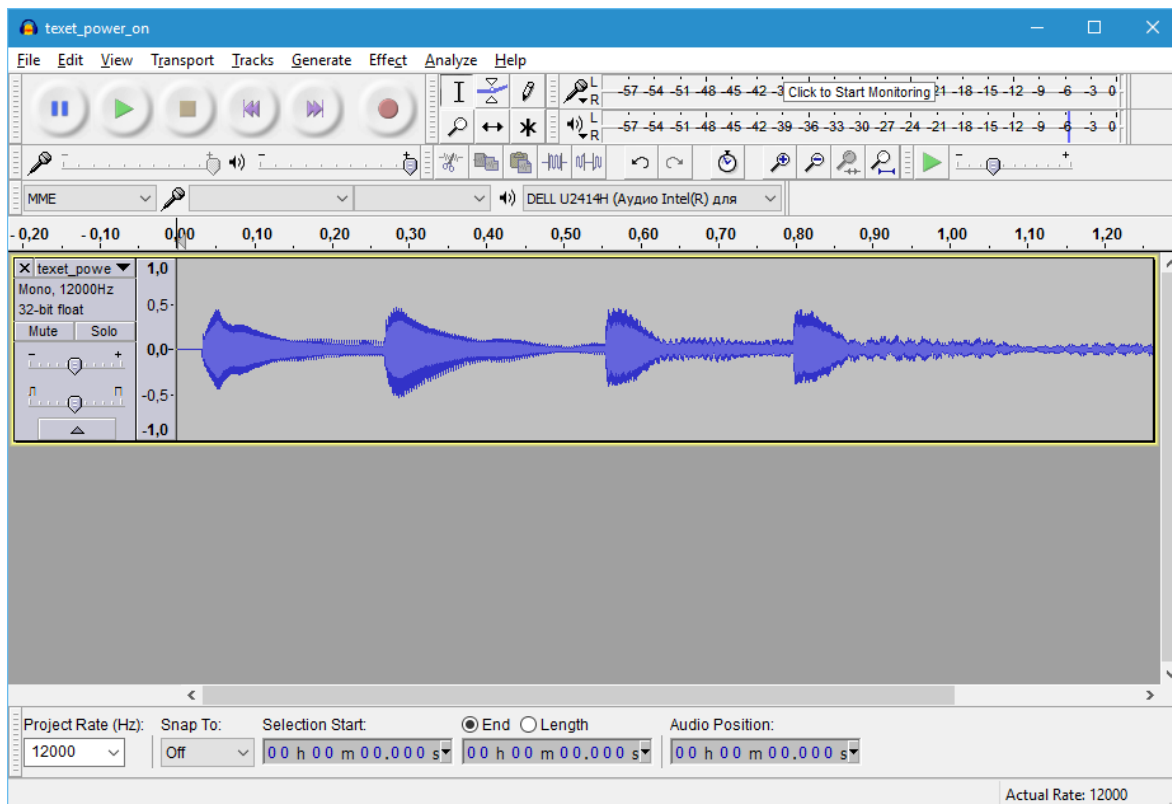 texet_power_on
File Edit View Transport Tracks Generate Effect Analyze Help
L
R
-57 -54 -51 -48 -45 -42 -3 Click to Start Monitoring 21 -18 -15 -12 -9 -6 -3 0
L
R
-57 -54 -51 -48 -45 -42 -39 -36 -33 -30 -27 -24 -21 -18 -15 -12 -9 -6 -3 0
- +
MME DELL U2414H (Аудио Intel(R) для
-0,20 -0,10 0,00 0,10 0,20 0,30 0,40 0,50 0,60 0,70 0,80 0,90 1,00 1,10 1,20
texet_powe 1,0
Mono, 12000Hz
32-bit float 0,5
Mute Solo
- + 0,0
-0,5
-1,0
Project Rate (Hz): Snap To: Selection Start: End Length Audio Position:
12000 Off 00 h 00 m 00.000 s 00 h 00 m 00.000 s 00 h 00 m 00.000 s
Actual Rate: 12000